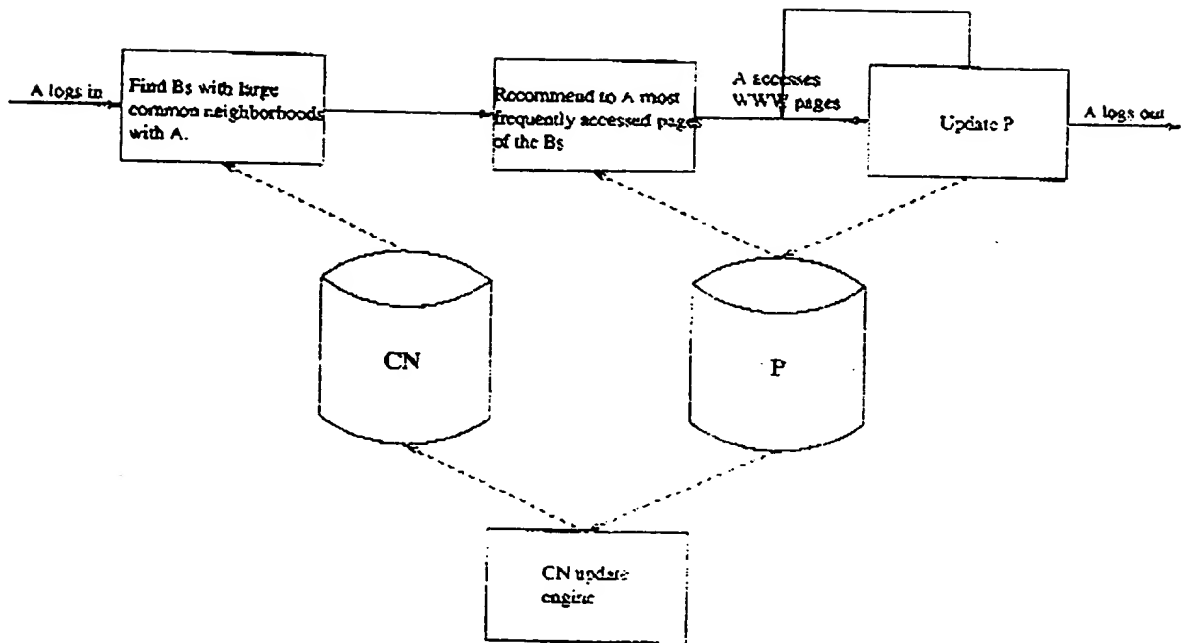 A logs in
Find Bs with large
common neighborhoods
with A.
Recommend to A most
frequently accessed pages
of the Bs
A accesses
WWW pages
Update P
A logs out
CN
P
CN update
engine